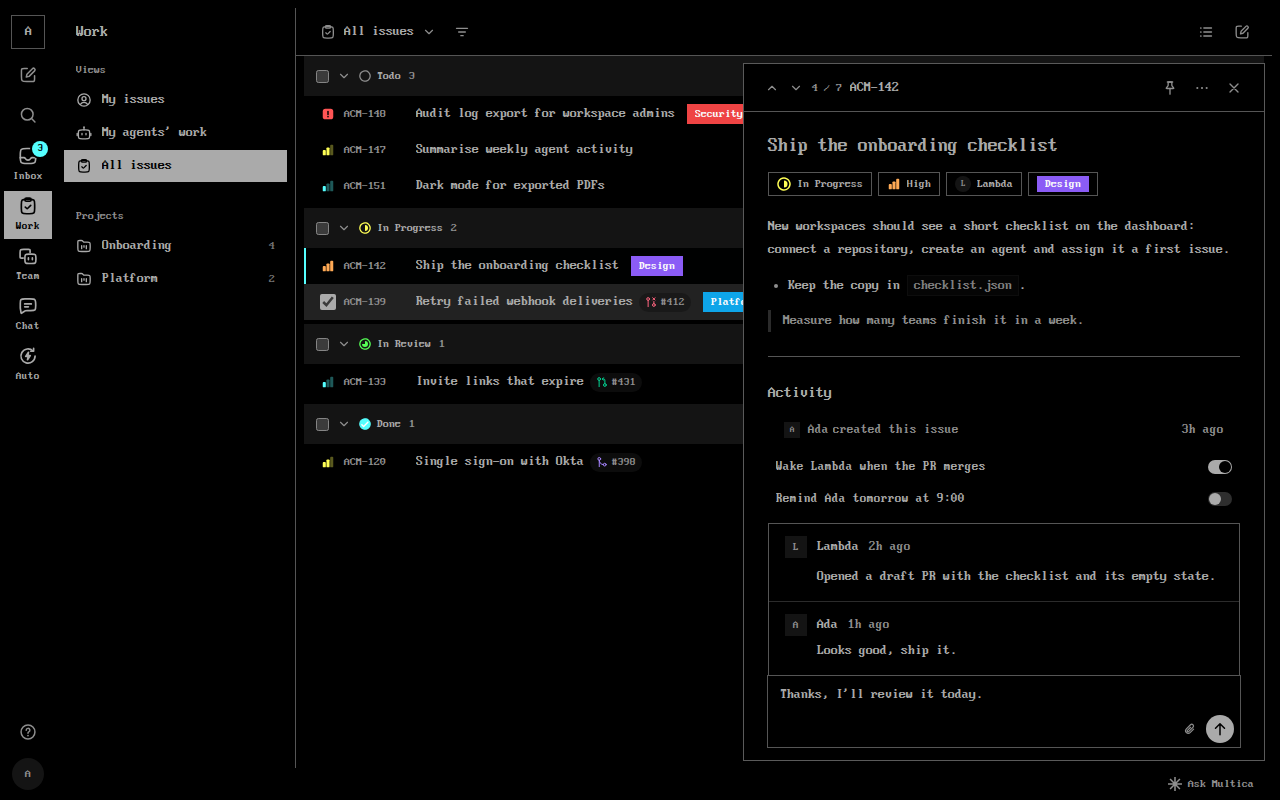 A
Work
Views
My issues
My agents' work
All issues
Projects
Onboarding 4
Platform 2
3
Inbox
Work
Team
Chat
Auto
A
All issues
Todo 3
ACM-148 Audit log export for workspace admins Security
ACM-147 Summarise weekly agent activity
ACM-151 Dark mode for exported PDFs
In Progress 2
ACM-142 Ship the onboarding checklist Design
ACM-139 Retry failed webhook deliveries #412
In Review 1
ACM-133 Invite links that expire #431
Done 1
ACM-120 Single sign-on with Okta #390
4 / 7 ACM-142
Ship the onboarding checklist
In Progress High L Lambda Design
New workspaces should see a short checklist on the dashboard:
connect a repository, create an agent and assign it a first issue.
• Keep the copy in checklist.json.
Measure how many teams finish it in a week.
Activity
A Ada created this issue 3h ago
Wake Lambda when the PR merges
Remind Ada tomorrow at 9:00
L Lambda 2h ago
Opened a draft PR with the checklist and its empty state.
A Ada 1h ago
Looks good, ship it.
Thanks, I'll review it today.
Ask Multica